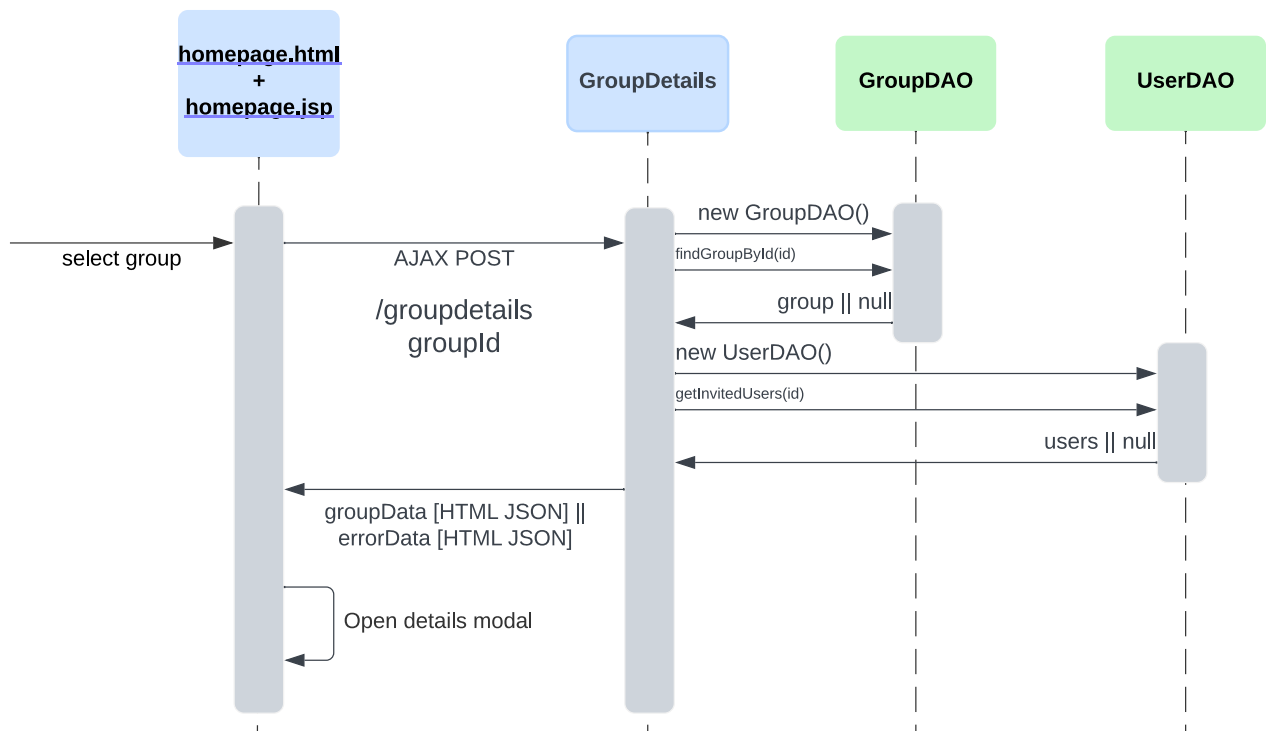 homepage.html
+
homepage.jsp
GroupDetails
GroupDAO
UserDAO
new GroupDAO()
select group
AJAX POST
findGroupById(id)
/groupdetails
groupId
group || null
new UserDAO()
getInvitedUsers(id)
users || null
groupData [HTML JSON] ||
errorData [HTML JSON]
Open details modal